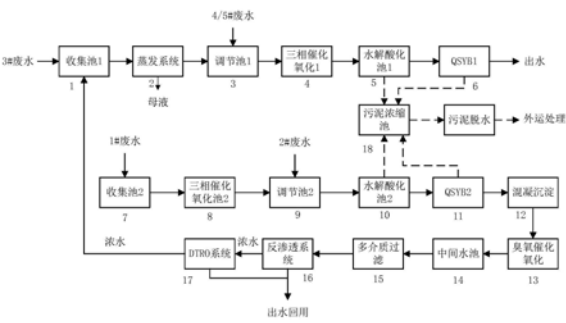 4/5#废水
3#废水
收集池1
蒸发系统
调节池1
三相催化
氧化1
水解酸化
池1
QSYB1
出水
1
2
3
4
5
6
母液
污泥浓缩
池
污泥脱水
外运处理
18
1#废水
2#废水
收集池2
三相催化
氧化池2
调节池2
水解酸化
池2
QSYB2
混凝沉淀
7
8
9
10
11
12
浓水
DTRO系统
浓水
反渗透系
统
多介质过
滤
中间水池
臭氧催化
氧化
17
16
15
14
13
出水回用